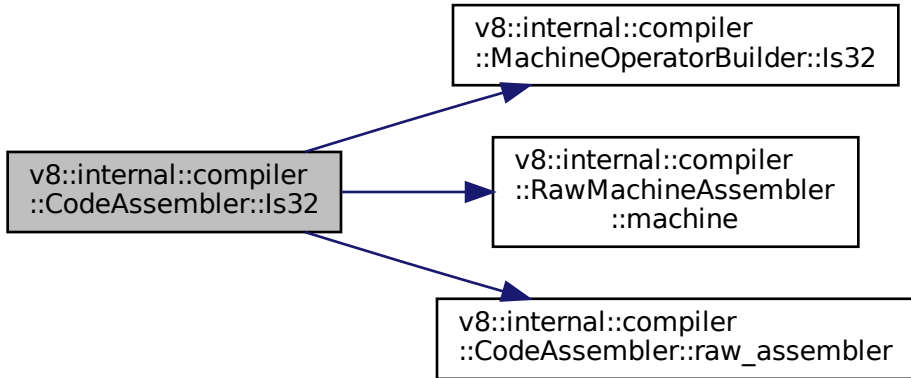 v8::internal::compiler
::CodeAssembler::Is32
v8::internal::compiler
::MachineOperatorBuilder::Is32
v8::internal::compiler
::RawMachineAssembler
::machine
v8::internal::compiler
::CodeAssembler::raw_assembler